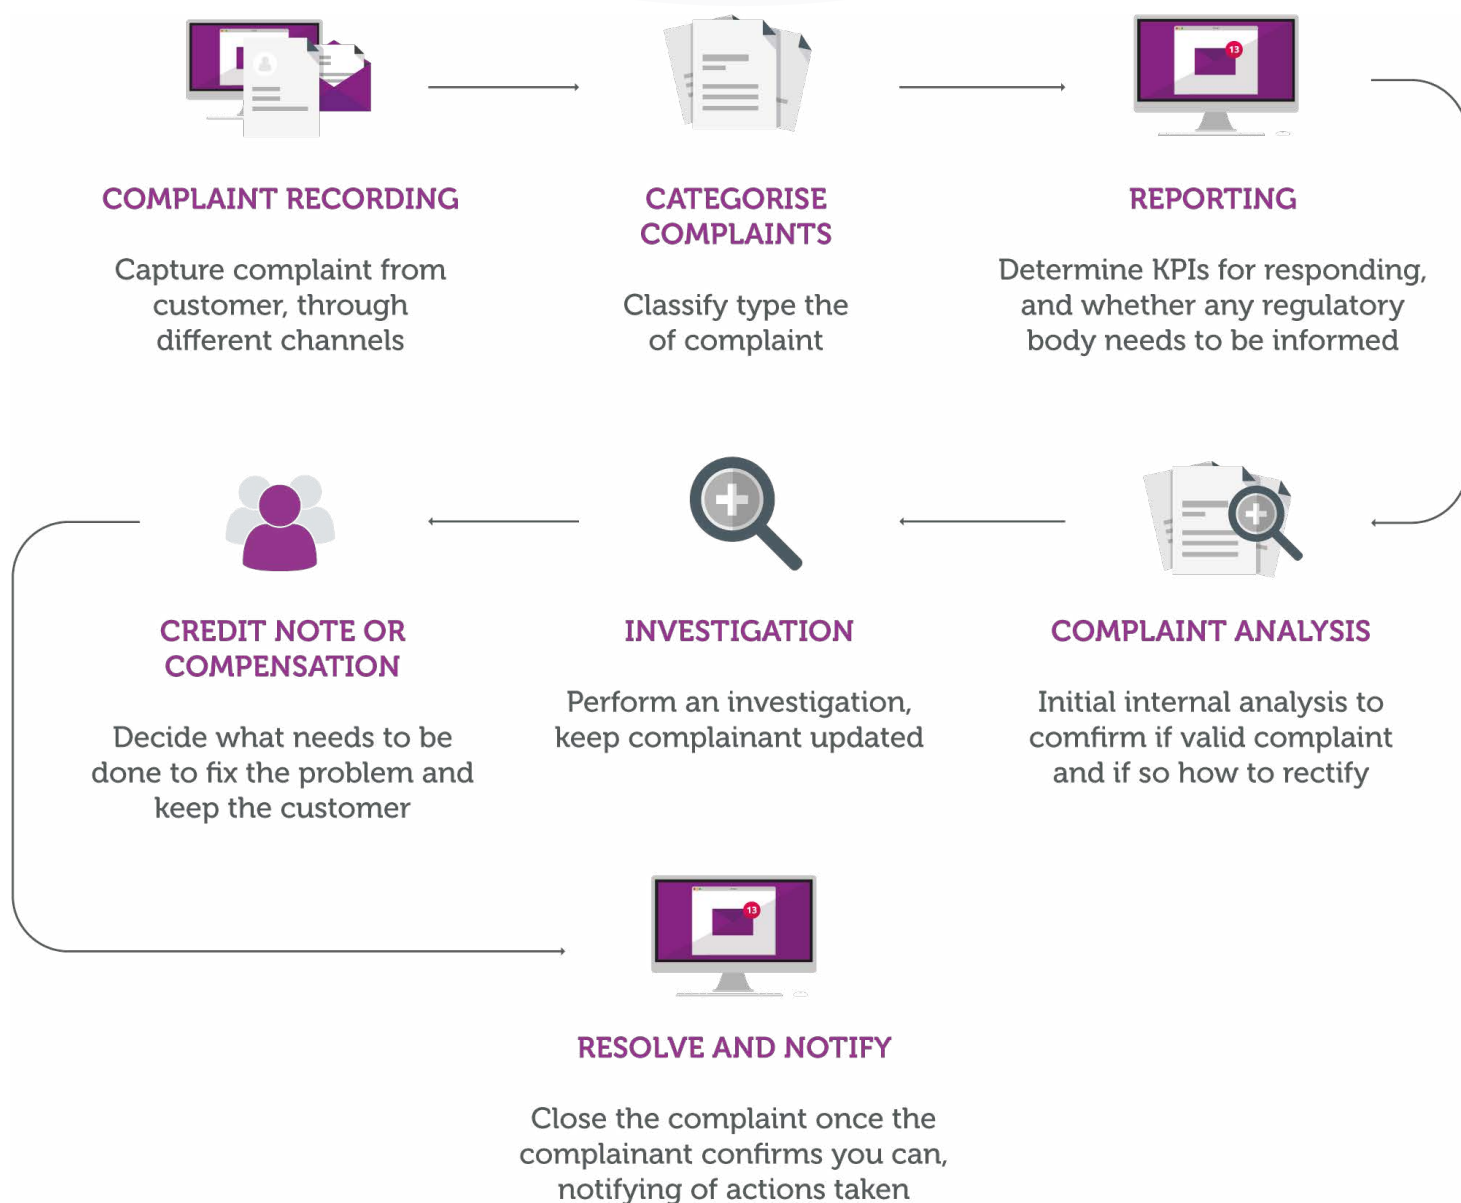 13
COMPLAINT RECORDING
Capture complaint from
customer, through
different channels
CATEGORISE
COMPLAINTS
Classify type the
of complaint
REPORTING
Determine KPIs for responding,
and whether any regulatory
body needs to be informed
COMPLAINT ANALYSIS
Initial internal analysis to
comfirm if valid complaint
and if so how to rectify
INVESTIGATION
Perform an investigation,
keep complainant updated
CREDIT NOTE OR
COMPENSATION
Decide what needs to be
done to fix the problem and
keep the customer
13
RESOLVE AND NOTIFY
Close the complaint once the
complainant confirms you can,
notifying of actions taken